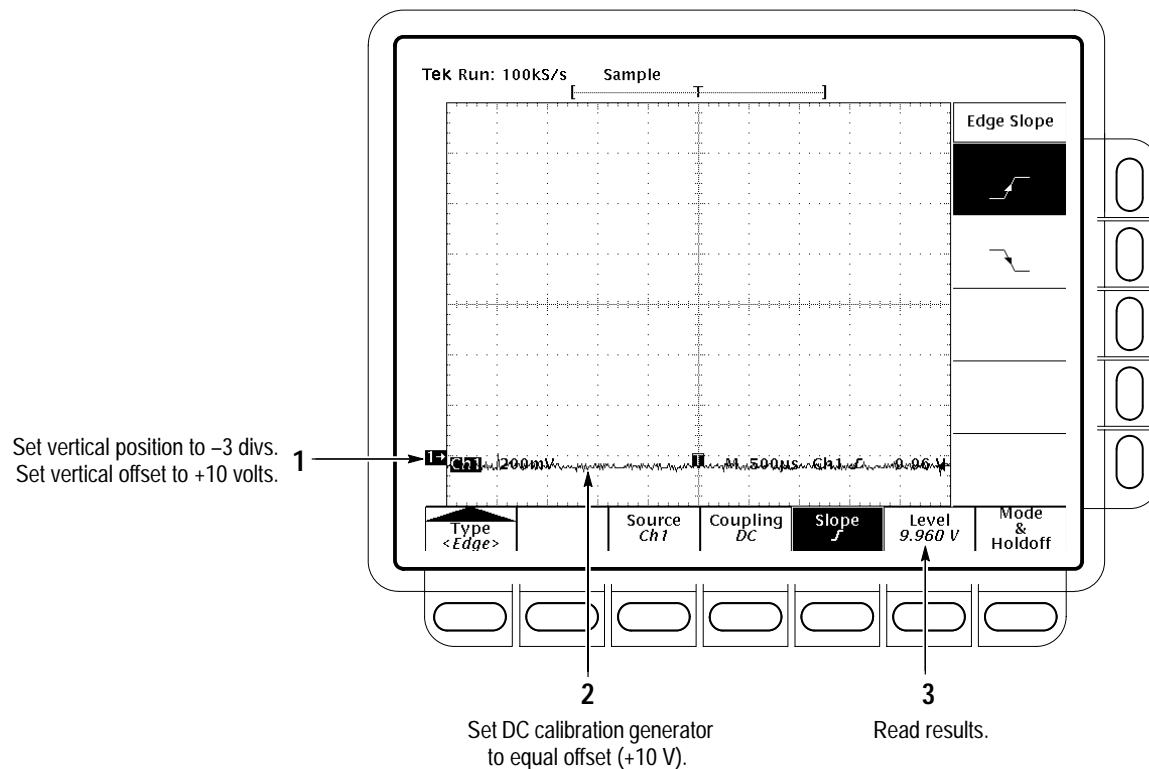 Tek Run: 100kS/s Sample
[ T ]
Edge Slope
Set vertical position to –3 divs.
Set vertical offset to +10 volts.
1
1→
Ch1 200mV M 500µs Ch1 9.96 V
Type
<Edge>
Source
Ch1
Coupling
DC
Slope
Level
9.960 V
Mode
&
Holdoff
2
Set DC calibration generator
to equal offset (+10 V).
3
Read results.